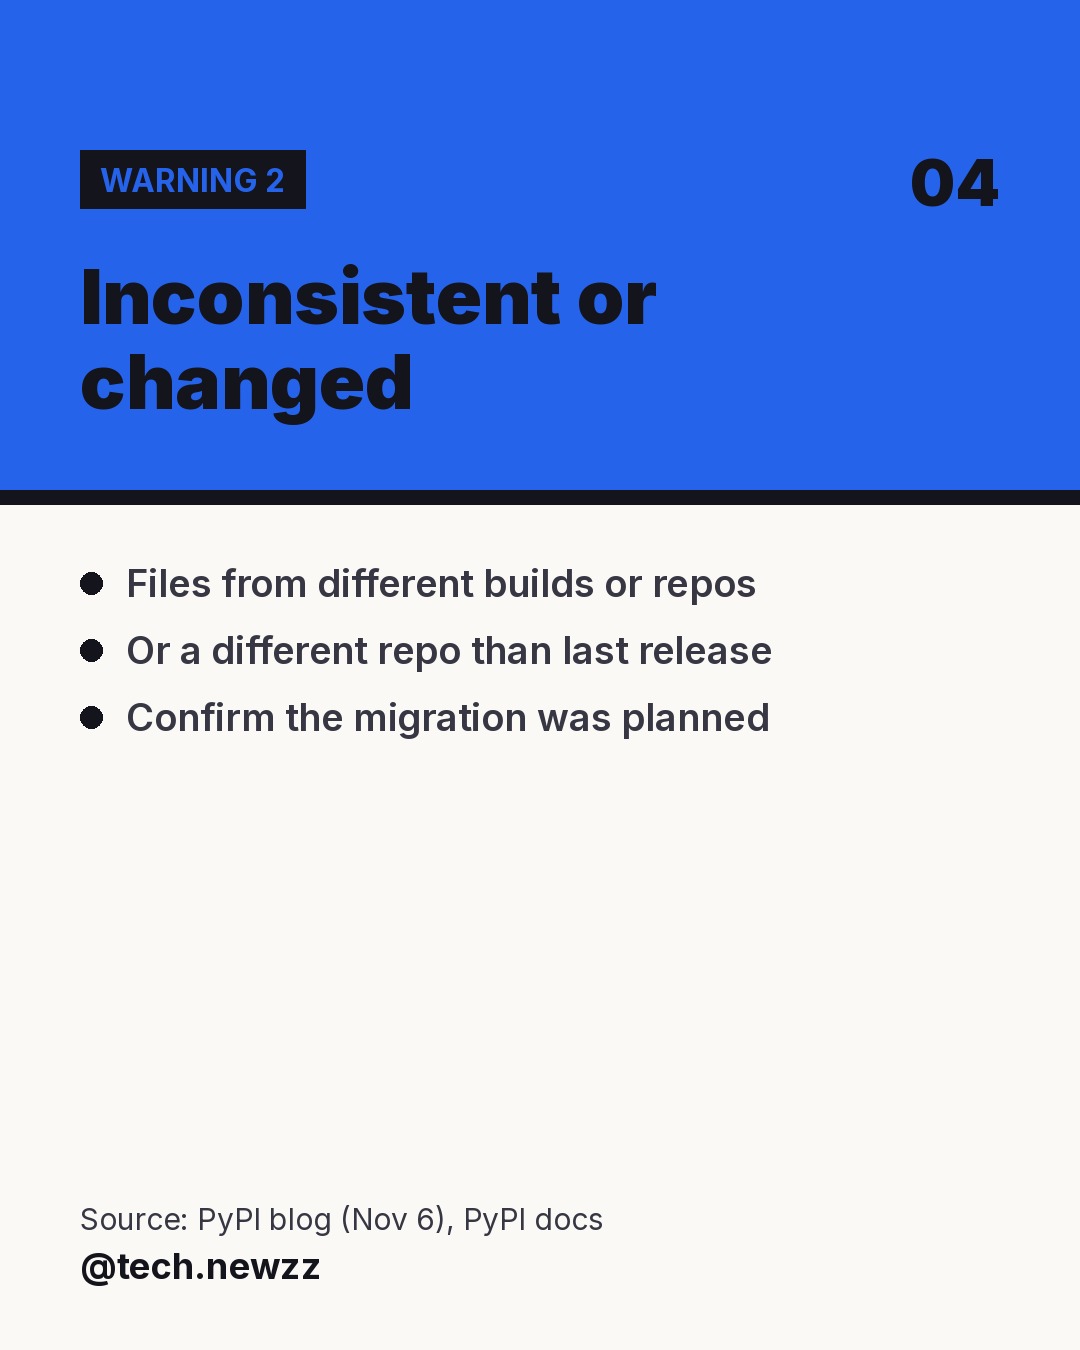 WARNING 2
04
Inconsistent or
changed
Files from different builds or repos
Or a different repo than last release
Confirm the migration was planned
Source: PyPI blog (Nov 6), PyPI docs
@tech.newzz